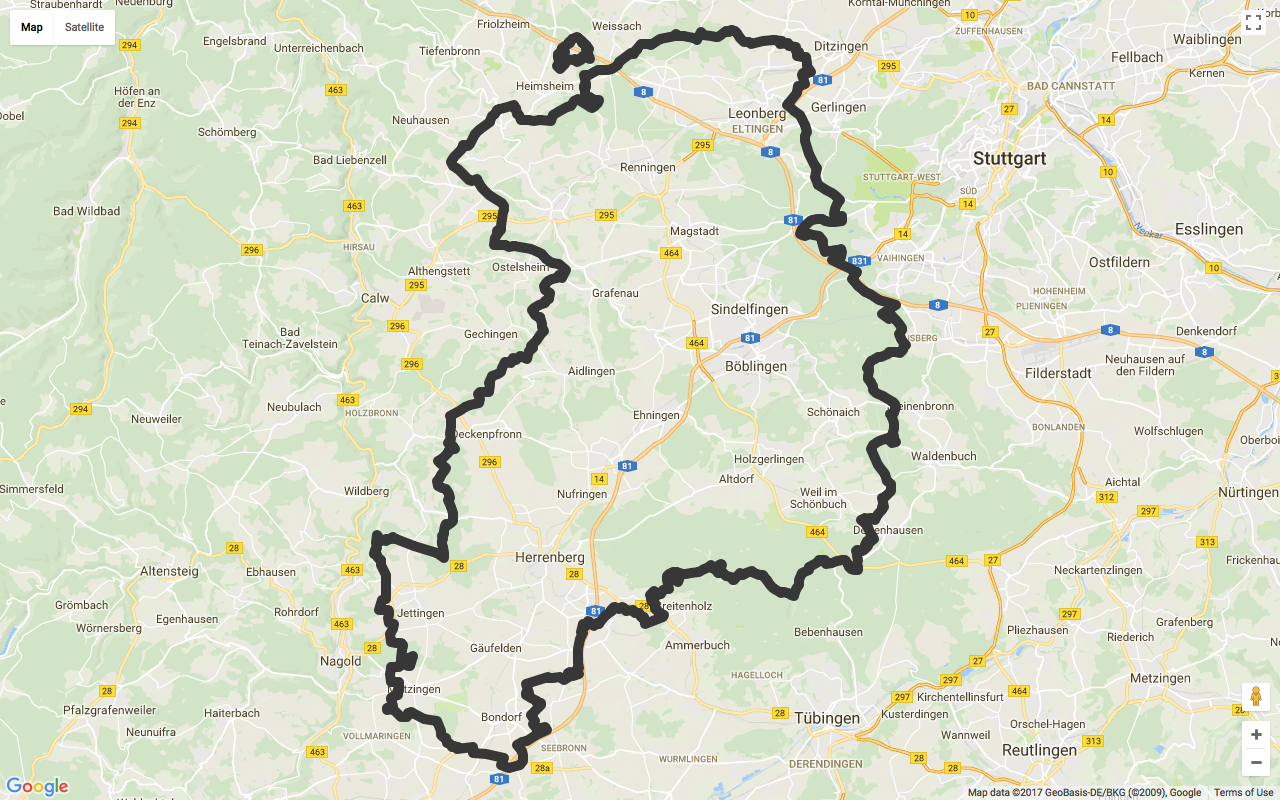 Straubenhardt
Neuenburg
Friolzheim
Weissach
Korntal-Münchingen
10
Map
Satellite
294
Engelsbrand
Unterreichenbach
Tiefenbronn
Ditzingen
ZUFFENHAUSEN
Waiblingen
Fellbach
Kernen
295
81
463
Höfen an
der Enz
Heimsheim
8
BAD CANNSTATT
294
Dobel
Schömberg
Neuhausen
Leonberg
ELTINGEN
Gerlingen
27
14
295
8
Bad Liebenzell
Renningen
Stuttgart
STUTTGART-WEST
SÜD
10
463
Bad Wildbad
295
295
81
14
Magstadt
Neckar
Esslingen
HIRSAU
296
464
831
VAIHINGEN
Ostfildern
10
Althengstett
Ostelsheim
295
Calw
Grafenau
HOHENHEIM
PLIENINGEN
8
Sindelfingen
296
27
8
Denkendorf
Bad
Teinach-Zavelstein
Gechingen
81
464
8
296
Aidlingen
Böblingen
Neuhausen auf
den Fildern
Filderstadt
Neuweiler
294
Neubulach
463
HOLZBRONN
Ehningen
Schönaich
BONLANDEN
Wolfschlugen
Deckenpfronn
296
81
Holzgerlingen
Waldenbuch
Simmersfeld
Wildberg
14
Nufringen
Altdorf
Weil im
Schönbuch
Aichtal
312
297
Nürtingen
464
28
Herrenberg
28
28
463
464
27
313
Altensteig
Ebhausen
Neckartenzlingen
Grömbach
Egenhausen
Rohrdorf
Jettingen
81
Wörnersberg
463
28
Nagold
Gäufelden
Ammerbuch
Bebenhausen
297
Pliezhausen
Grafenberg
Riederich
27
HAGELLOCH
297
Metzingen
28
464
Pfalzgrafenweiler
Haiterbach
Bondorf
28
Tübingen
297
Kirchentellinsfurt
Kusterdingen
Neunuifra
VOLLMARINGEN
463
SEEBRONN
28a
81
WURMLINGEN
DERENDINGEN
Wannweil
Orschel-Hagen
313
Reutlingen
28
28
Google
Map data ©2017 GeoBasis-DE/BKG (©2009), Google
Terms of Use